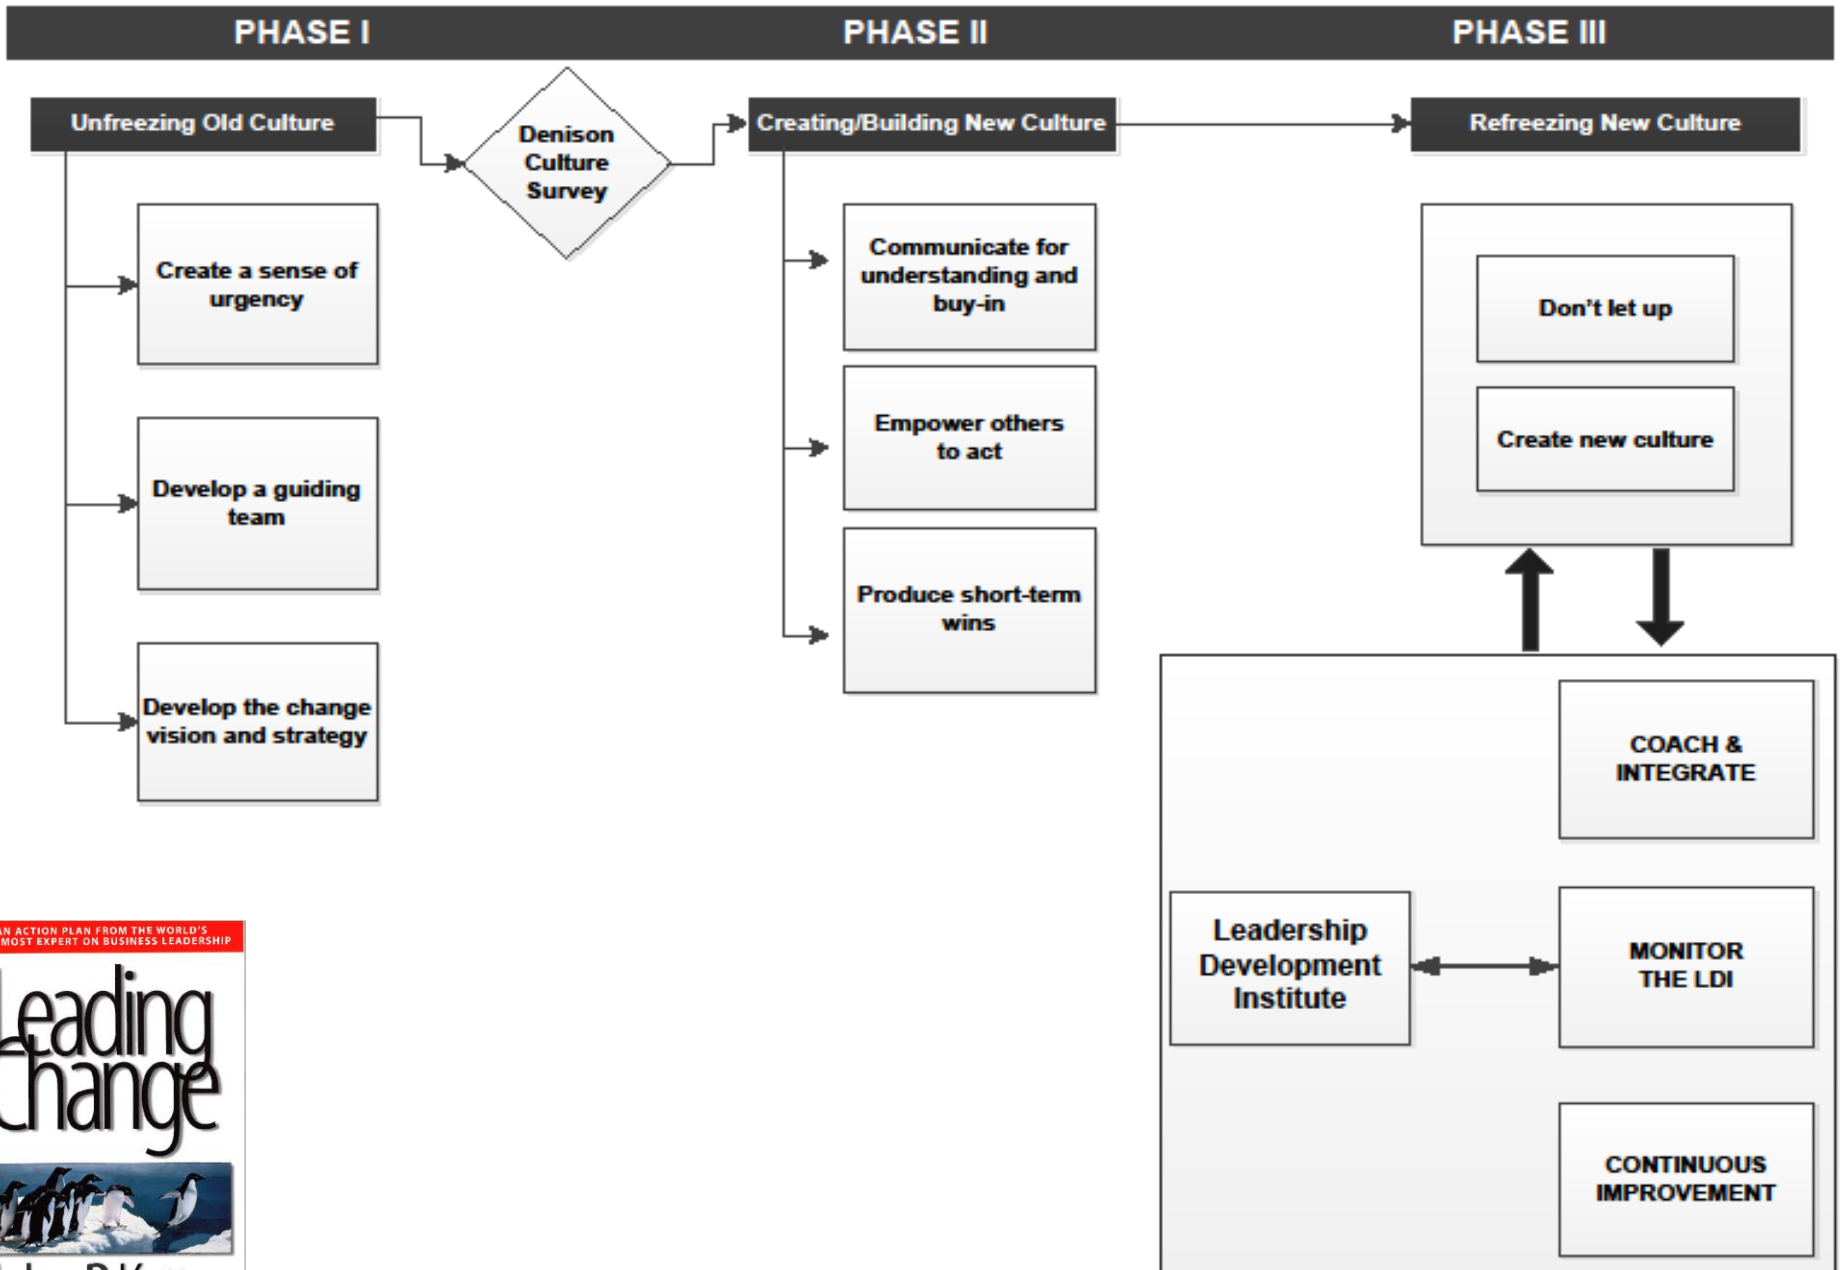 PHASE I
PHASE II
PHASE III
Unfreezing Old Culture
Denison
Culture
Survey
Creating/Building New Culture
Refreezing New Culture
Create a sense of
urgency
Develop a guiding
team
Develop the change
vision and strategy
Communicate for
understanding and
buy-in
Empower others
to act
Produce short-term
wins
Don't let up
Create new culture
COACH &
INTEGRATE
Leadership
Development
Institute
MONITOR
THE LDI
CONTINUOUS
IMPROVEMENT
AN ACTION PLAN FROM THE WORLD'S
MOST EXPERT ON BUSINESS LEADERSHIP
Leading
Change